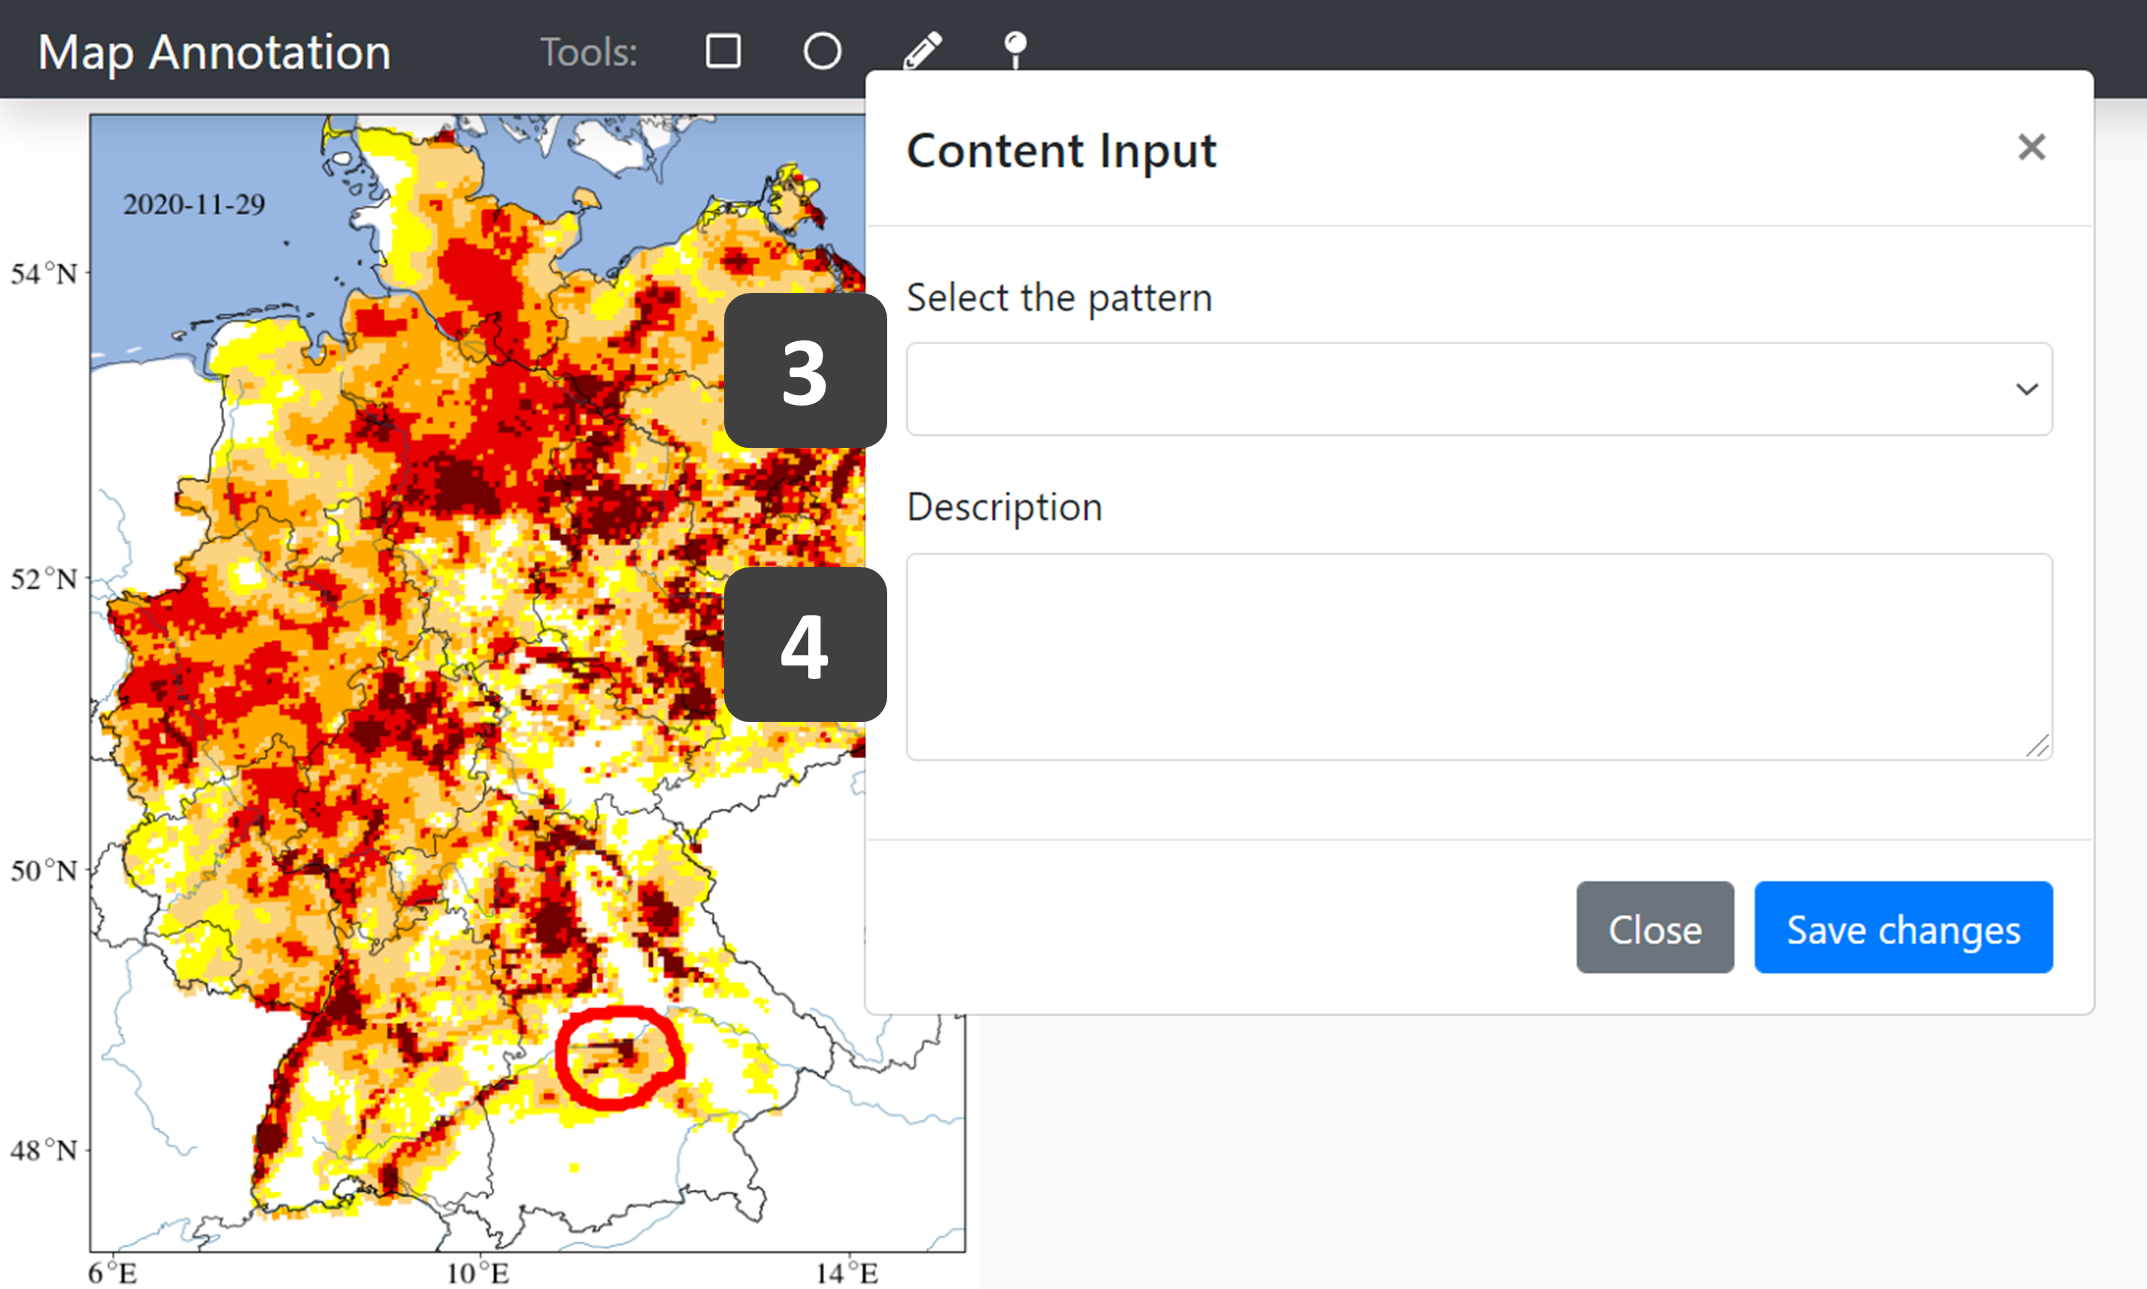 Map Annotation
Tools:
Content Input
×
2020-11-29
54°N
Select the pattern
3
Description
52°N
4
50°N
Close
Save changes
48°N
6°E
10°E
14°E